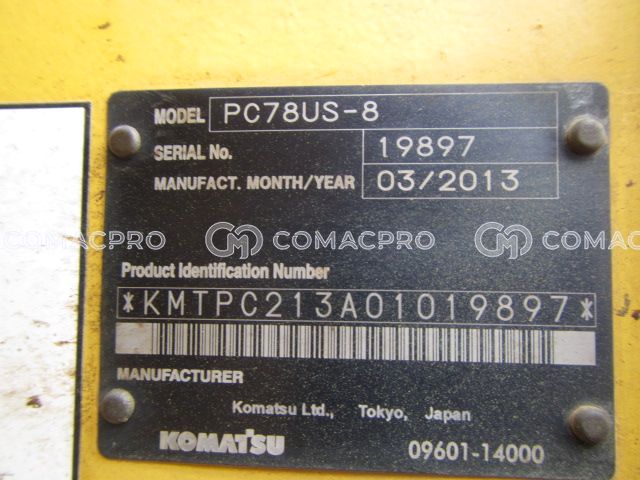 MODEL PC78US-8
SERIAL No. 19897
MANUFACT. MONTH/YEAR 03/2013
COMACPRO COMACPRO
Product Identification Number
*KMTPC213A01019897*
MANUFACTURER
Komatsu Ltd., Tokyo, Japan
KOMATSU 09601-14000